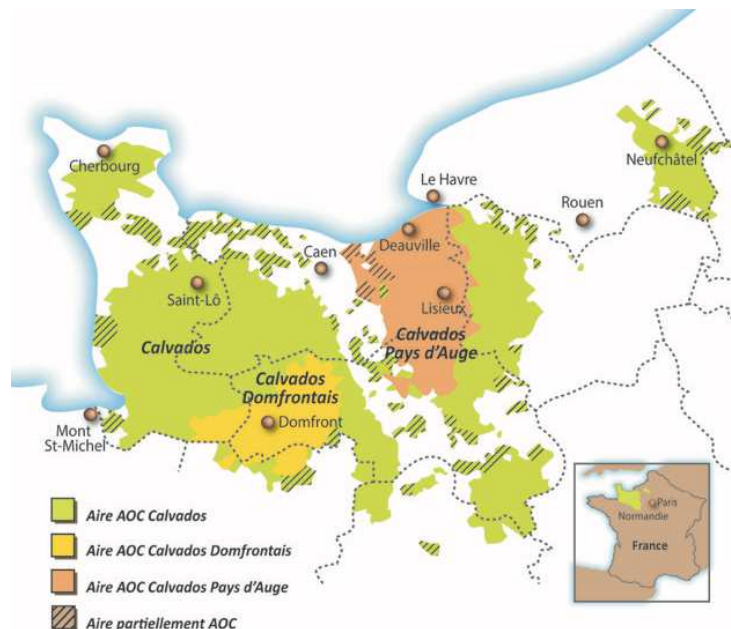 Cherbourg
Neufchâtel
Le Havre
Rouen
Deauville
Caen
Saint-Lô
Lisieux
Calvados
Calvados
Pays d'Auge
Calvados
Domfrontais
Domfront
Mont
St-Michel
Aire AOC Calvados
Aire AOC Calvados Domfrontais
Aire AOC Calvados Pays d'Auge
Aire partiellement AOC
Paris
Normandie
France